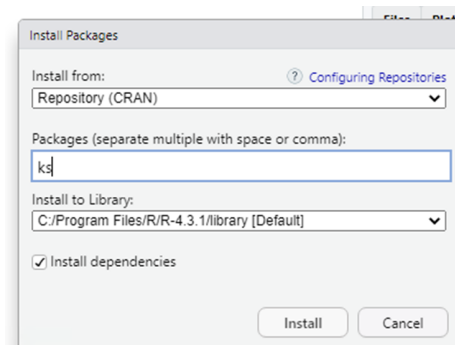 Files
Install Packages
Install from:
? Configuring Repositories
Repository (CRAN)
Packages (separate multiple with space or comma):
ks
Install to Library:
C:/Program Files/R/R-4.3.1/library [Default]
Install dependencies
Install Cancel